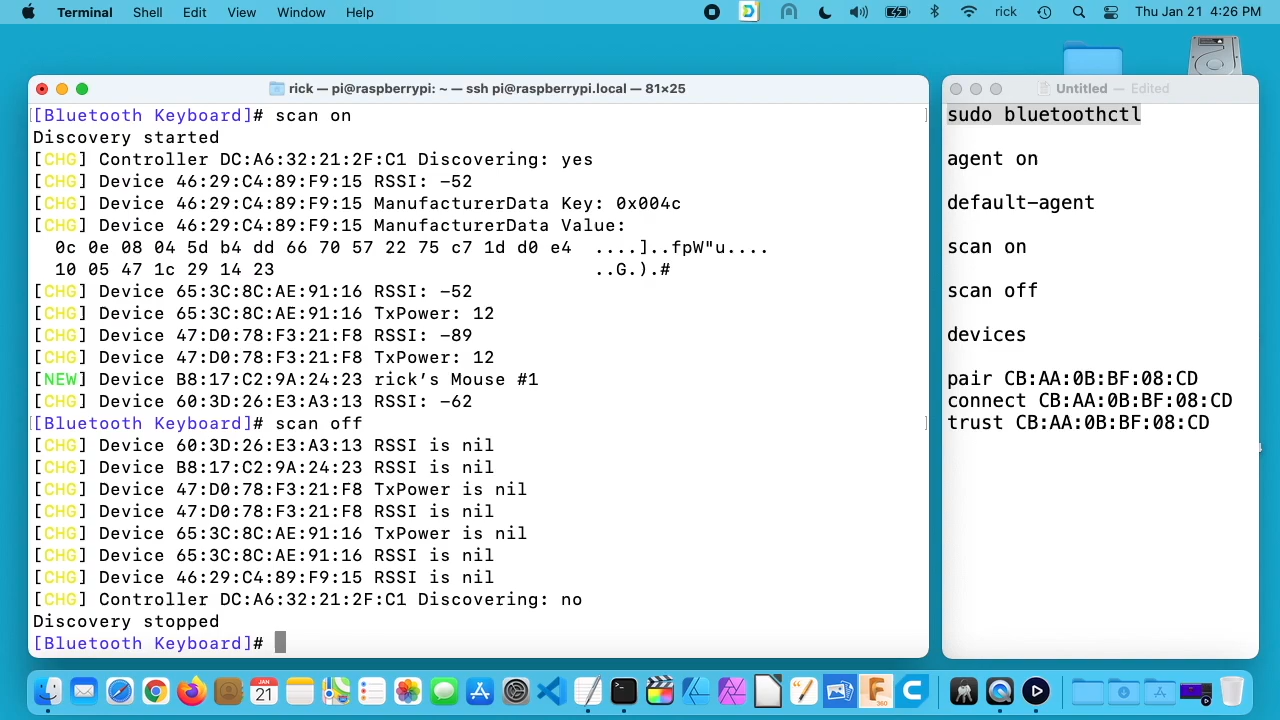 Terminal Shell Edit View Window Help rick Thu Jan 21 4:26 PM
rick — pi@raspberrypi: ~ — ssh pi@raspberrypi.local — 81×25
[Bluetooth Keyboard]# scan on
Discovery started
[CHG] Controller DC:A6:32:21:2F:C1 Discovering: yes
[CHG] Device 46:29:C4:89:F9:15 RSSI: -52
[CHG] Device 46:29:C4:89:F9:15 ManufacturerData Key: 0x004c
[CHG] Device 46:29:C4:89:F9:15 ManufacturerData Value:
0c 0e 08 04 5d b4 dd 66 70 57 22 75 c7 1d d0 e4 ....]..fpW"u....
10 05 47 1c 29 14 23 ..G.).#
[CHG] Device 65:3C:8C:AE:91:16 RSSI: -52
[CHG] Device 65:3C:8C:AE:91:16 TxPower: 12
[CHG] Device 47:D0:78:F3:21:F8 RSSI: -89
[CHG] Device 47:D0:78:F3:21:F8 TxPower: 12
[NEW] Device B8:17:C2:9A:24:23 rick's Mouse #1
[CHG] Device 60:3D:26:E3:A3:13 RSSI: -62
[Bluetooth Keyboard]# scan off
[CHG] Device 60:3D:26:E3:A3:13 RSSI is nil
[CHG] Device B8:17:C2:9A:24:23 RSSI is nil
[CHG] Device 47:D0:78:F3:21:F8 TxPower is nil
[CHG] Device 47:D0:78:F3:21:F8 RSSI is nil
[CHG] Device 65:3C:8C:AE:91:16 TxPower is nil
[CHG] Device 65:3C:8C:AE:91:16 RSSI is nil
[CHG] Device 46:29:C4:89:F9:15 RSSI is nil
[CHG] Controller DC:A6:32:21:2F:C1 Discovering: no
Discovery stopped
[Bluetooth Keyboard]#
Untitled — Edited
sudo bluetoothctl
agent on
default-agent
scan on
scan off
devices
pair CB:AA:0B:BF:08:CD
connect CB:AA:0B:BF:08:CD
trust CB:AA:0B:BF:08:CD
JAN
21
360